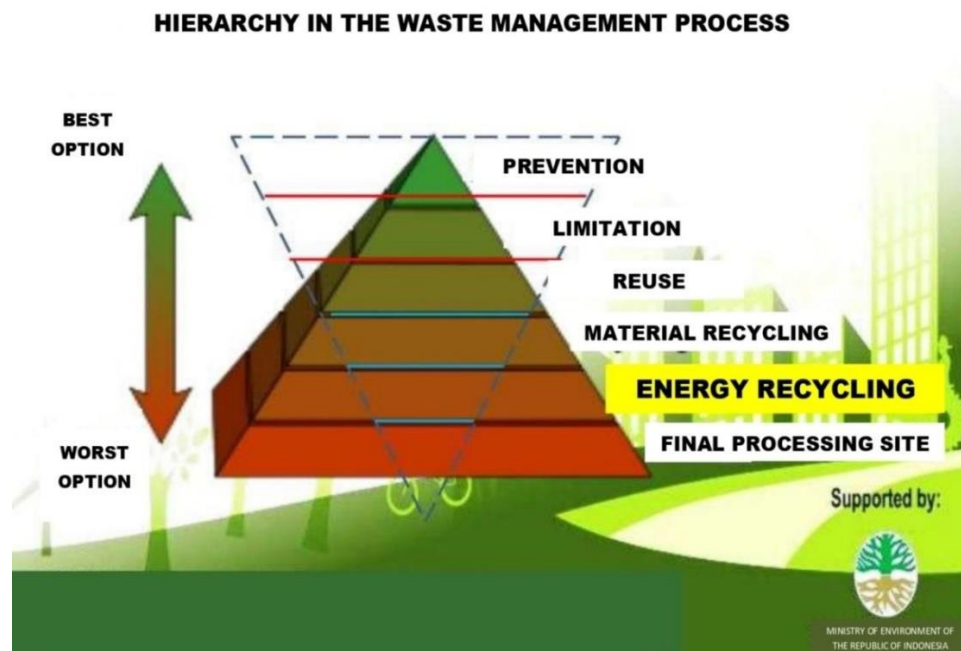 HIERARCHY IN THE WASTE MANAGEMENT PROCESS
BEST
OPTION
PREVENTION
LIMITATION
REUSE
MATERIAL RECYCLING
ENERGY RECYCLING
FINAL PROCESSING SITE
WORST
OPTION
Supported by:
MINISTRY OF ENVIRONMENT OF
THE REPUBLIC OF INDONESIA